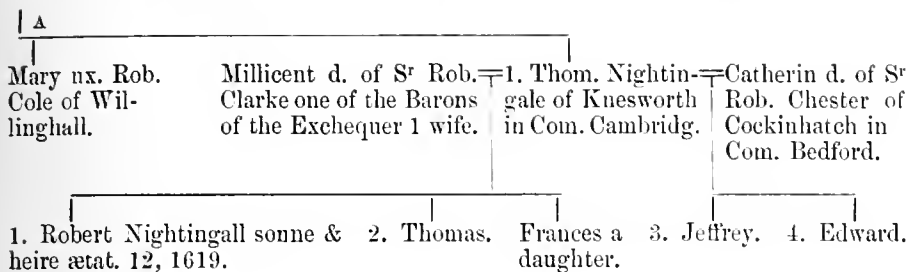 A
Mary ux. Rob.
Cole of Wil-
linghall.
Millicent d. of Sr Rob.
Clarke one of the Barons
of the Exchequer 1 wife.
1. Thom. Nightin-
gale of Knesworth
in Com. Cambridg.
Catherin d. of Sr
Rob. Chester of
Cockinhatch in
Com. Bedford.
1. Robert Nightingall sonne &
heire ætat. 12, 1619.
2. Thomas.
Frances a
daughter.
3. Jeffrey.
4. Edward.